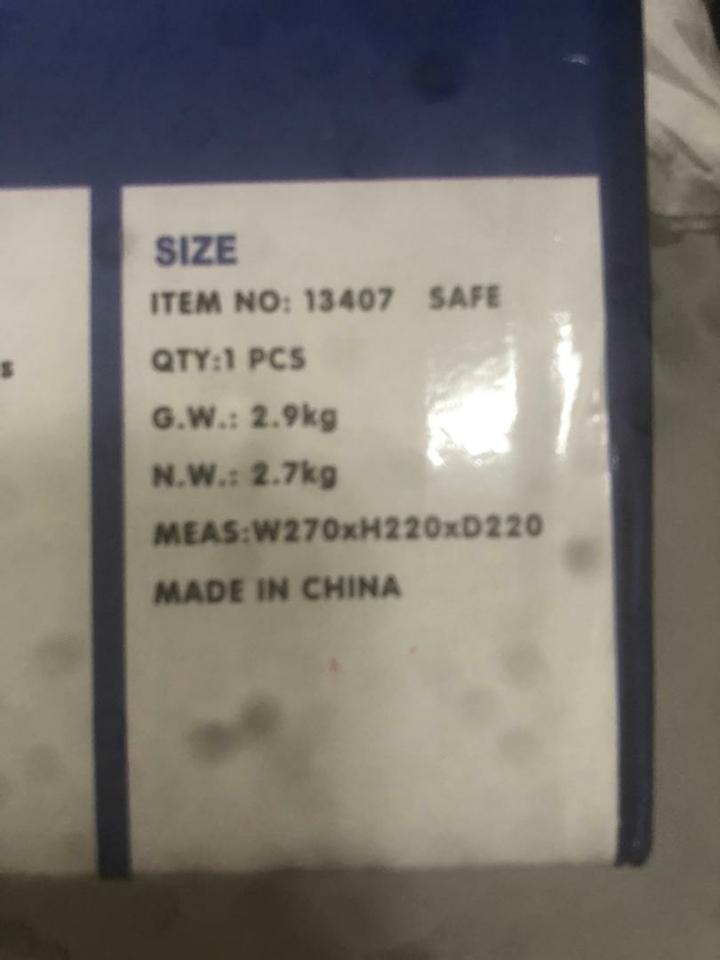 SIZE
ITEM NO: 13407 SAFE
QTY:1 PCS
G.W.: 2.9kg
N.W.: 2.7kg
MEAS:W270xH220xD220
MADE IN CHINA
s